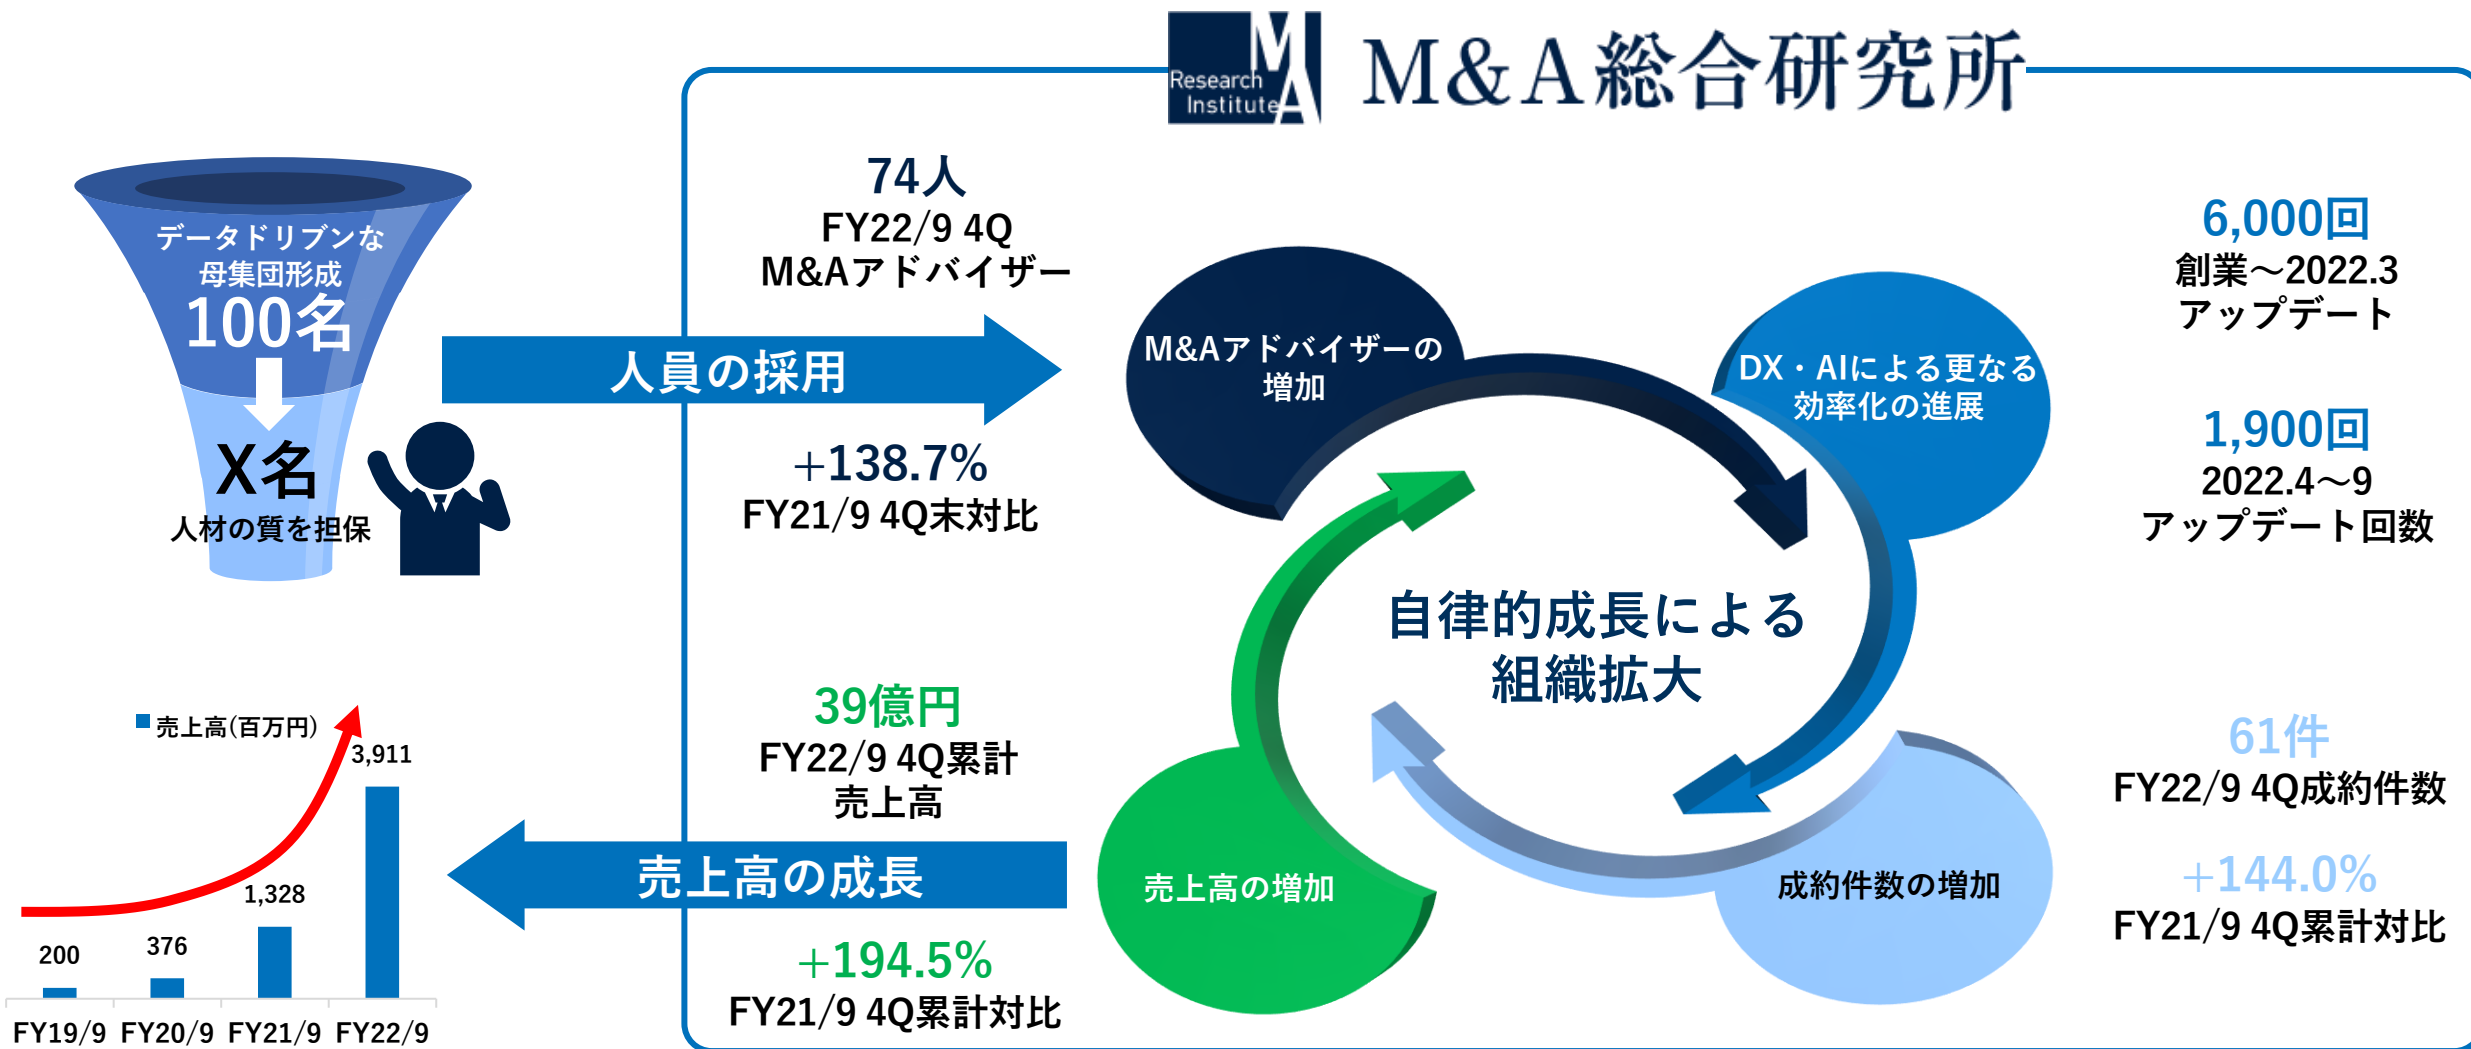 Research
Institute
MA
M&A総合研究所
データドリブンな
母集団形成
100名
X名
人材の質を担保
人員の採用
74人
FY22/9 4Q
M&Aアドバイザー
+138.7%
FY21/9 4Q末対比
M&Aアドバイザーの
増加
DX・AIによる更なる
効率化の進展
6,000回
創業～2022.3
アップデート
1,900回
2022.4～9
アップデート回数
自律的成長による
組織拡大
売上高(百万円)
3,911
1,328
376
200
FY19/9 FY20/9 FY21/9 FY22/9
39億円
FY22/9 4Q累計
売上高
売上高の成長
+194.5%
FY21/9 4Q累計対比
売上高の増加
成約件数の増加
61件
FY22/9 4Q成約件数
+144.0%
FY21/9 4Q累計対比